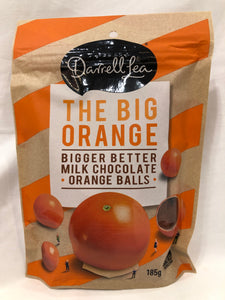 Darrell Lea
THE BIG
ORANGE
BIGGER BETTER
MILK CHOCOLATE
• ORANGE BALLS •
185g